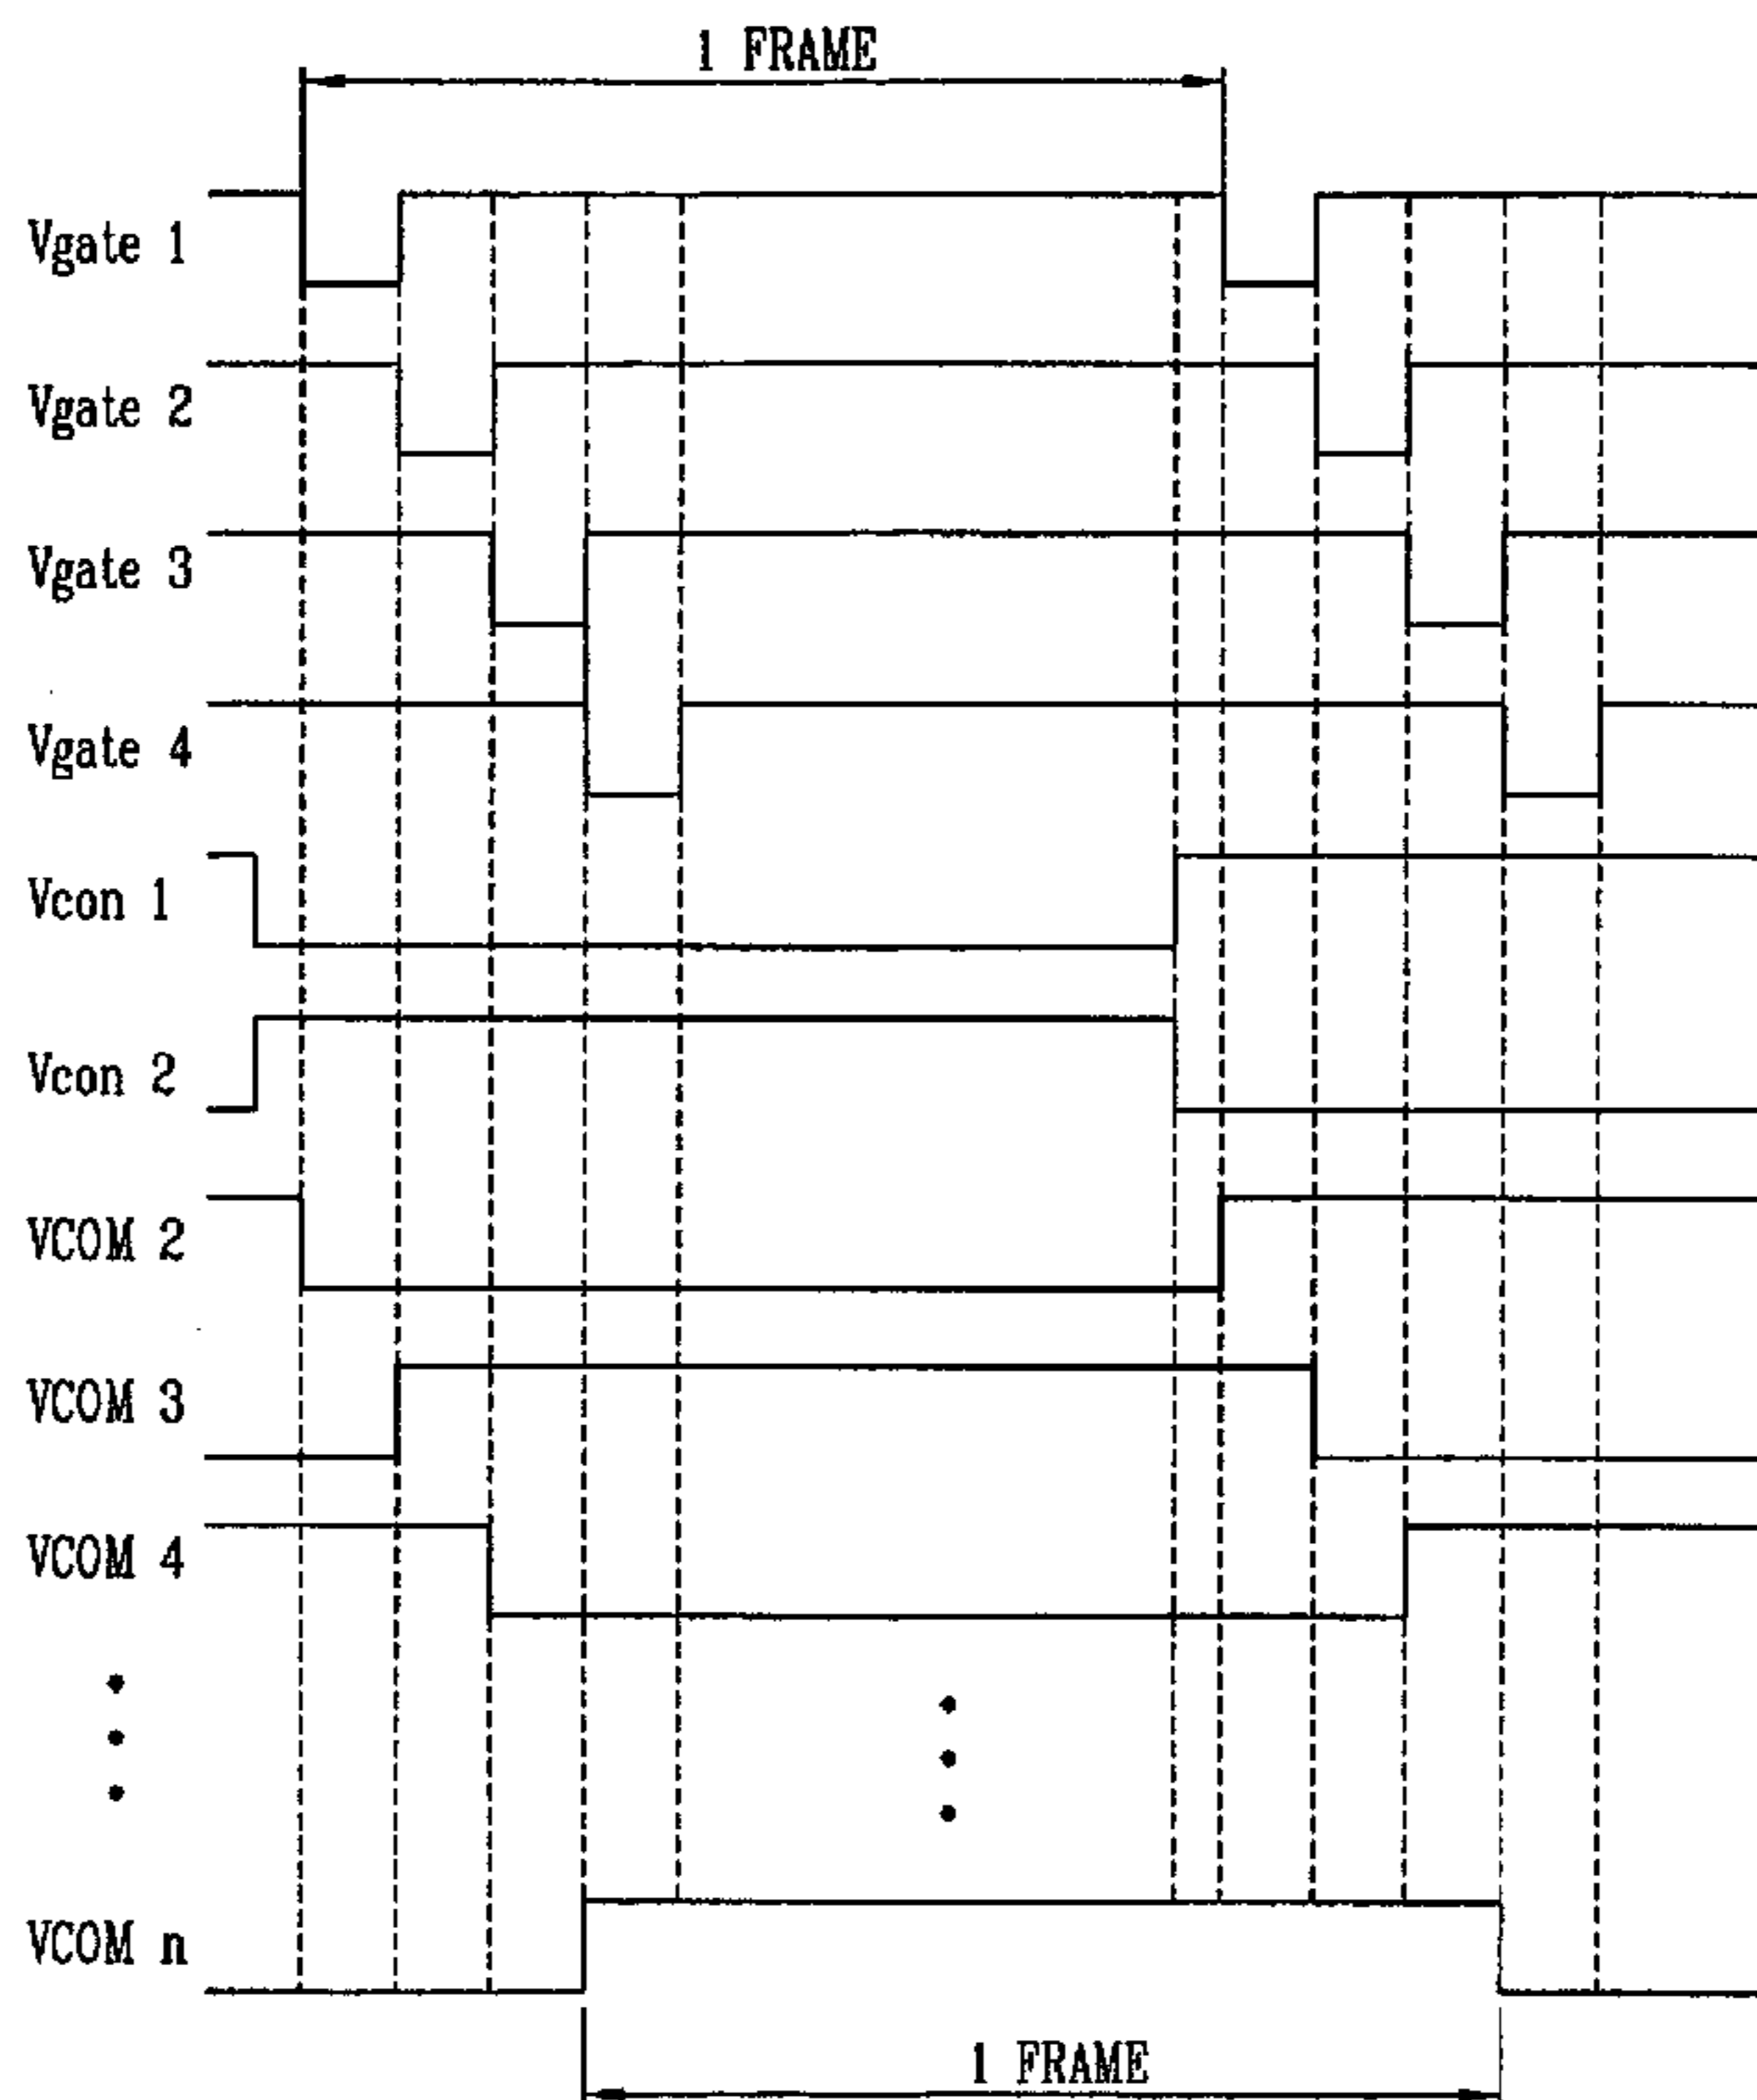 1 FRAME
Vgate 1
Vgate 2
Vgate 3
Vgate 4
Vcon 1
Vcon 2
VCOM 2
VCOM 3
VCOM 4
VCOM n
1 FRAME